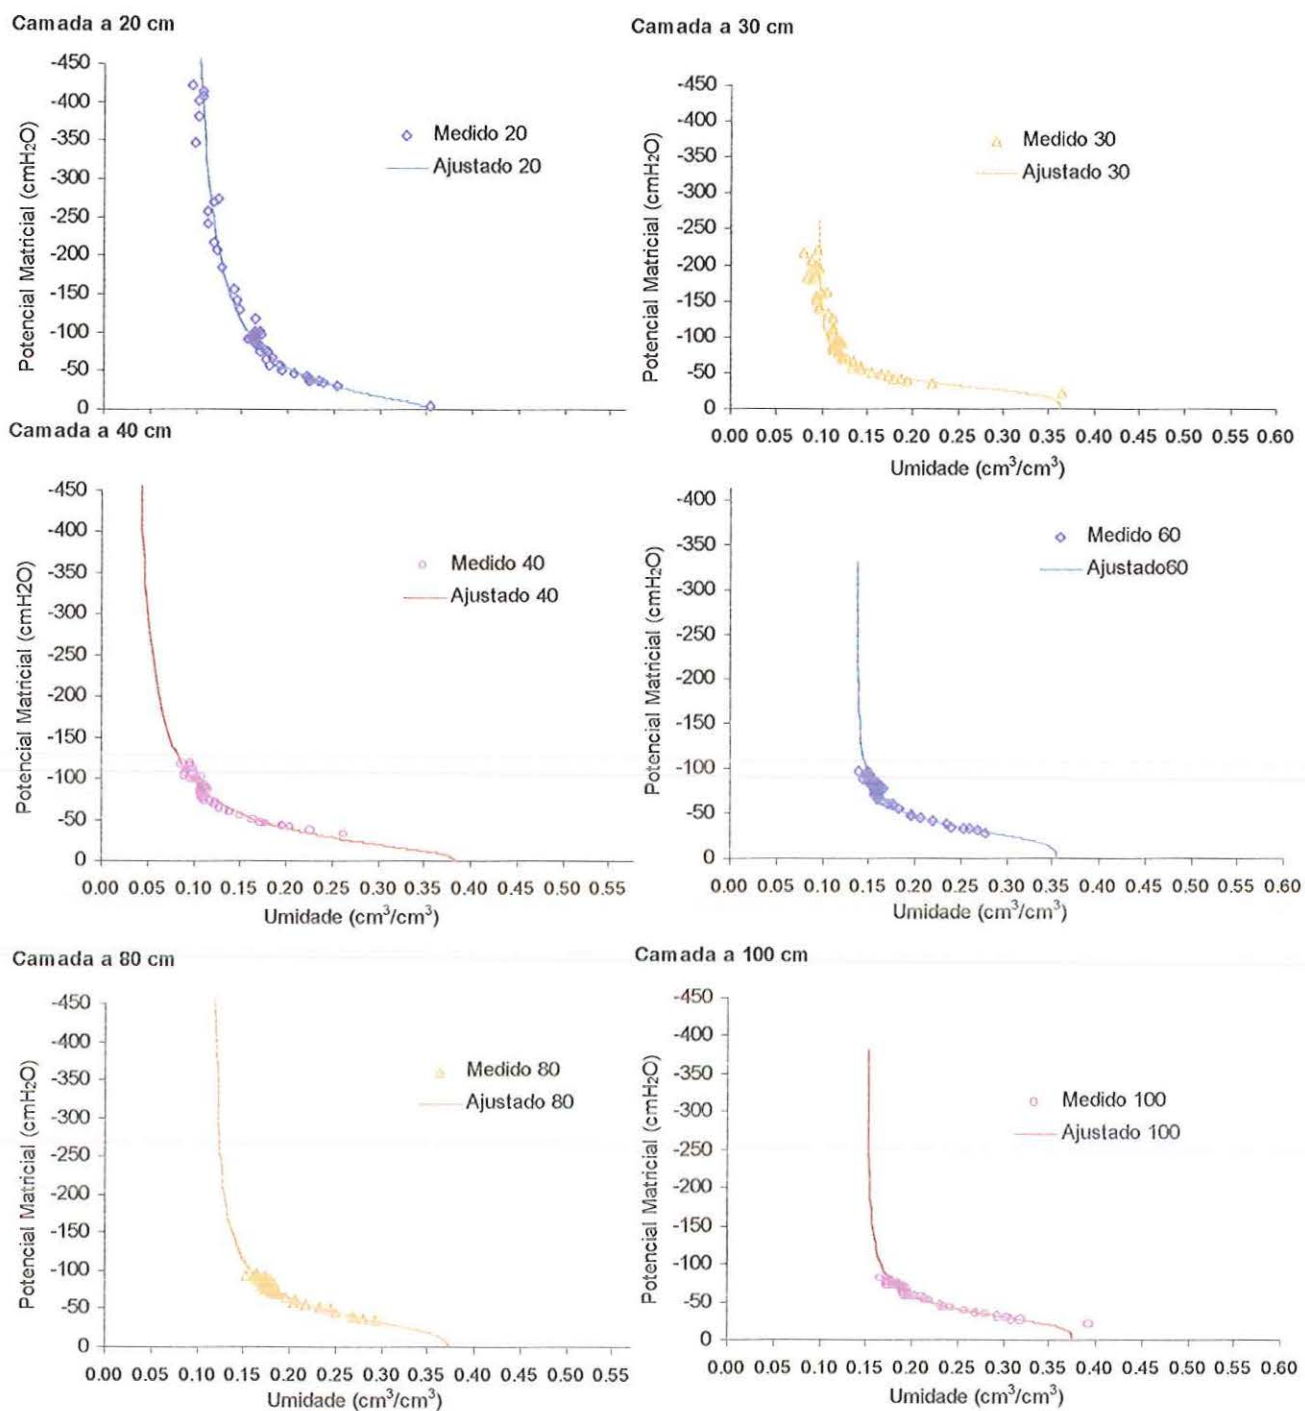 Camada a 20 cm
Potencial Matricial (cmH₂O)
-450
-400
-350
-300
-250
-200
-150
-100
-50
0
Medido 20
Ajustado 20
Camada a 30 cm
Potencial Matricial (cmH₂O)
-450
-400
-350
-300
-250
-200
-150
-100
-50
0
Medido 30
Ajustado 30
0.00 0.05 0.10 0.15 0.20 0.25 0.30 0.35 0.40 0.45 0.50 0.55 0.60
Umidade (cm³/cm³)
Camada a 40 cm
Potencial Matricial (cmH2O)
-450
-400
-350
-300
-250
-200
-150
-100
-50
0
Medido 40
Ajustado 40
0.00 0.05 0.10 0.15 0.20 0.25 0.30 0.35 0.40 0.45 0.50 0.55
Umidade (cm³/cm³)
Potencial Matricial (cmH₂O)
-400
-350
-300
-250
-200
-150
-100
-50
0
Medido 60
Ajustado60
0.00 0.05 0.10 0.15 0.20 0.25 0.30 0.35 0.40 0.45 0.50 0.55 0.60
Umidade (cm³/cm³)
Camada a 80 cm
Potencial Matricial (cmH₂O)
-450
-400
-350
-300
-250
-200
-150
-100
-50
0
Medido 80
Ajustado 80
0.00 0.05 0.10 0.15 0.20 0.25 0.30 0.35 0.40 0.45 0.50 0.55
Umidade (cm³/cm³)
Camada a 100 cm
Potencial Matricial (cmH₂O)
-450
-400
-350
-300
-250
-200
-150
-100
-50
0
Medido 100
Ajustado 100
0.00 0.05 0.10 0.15 0.20 0.25 0.30 0.35 0.40 0.45 0.50 0.55 0.60
Umidade (cm³/cm³)